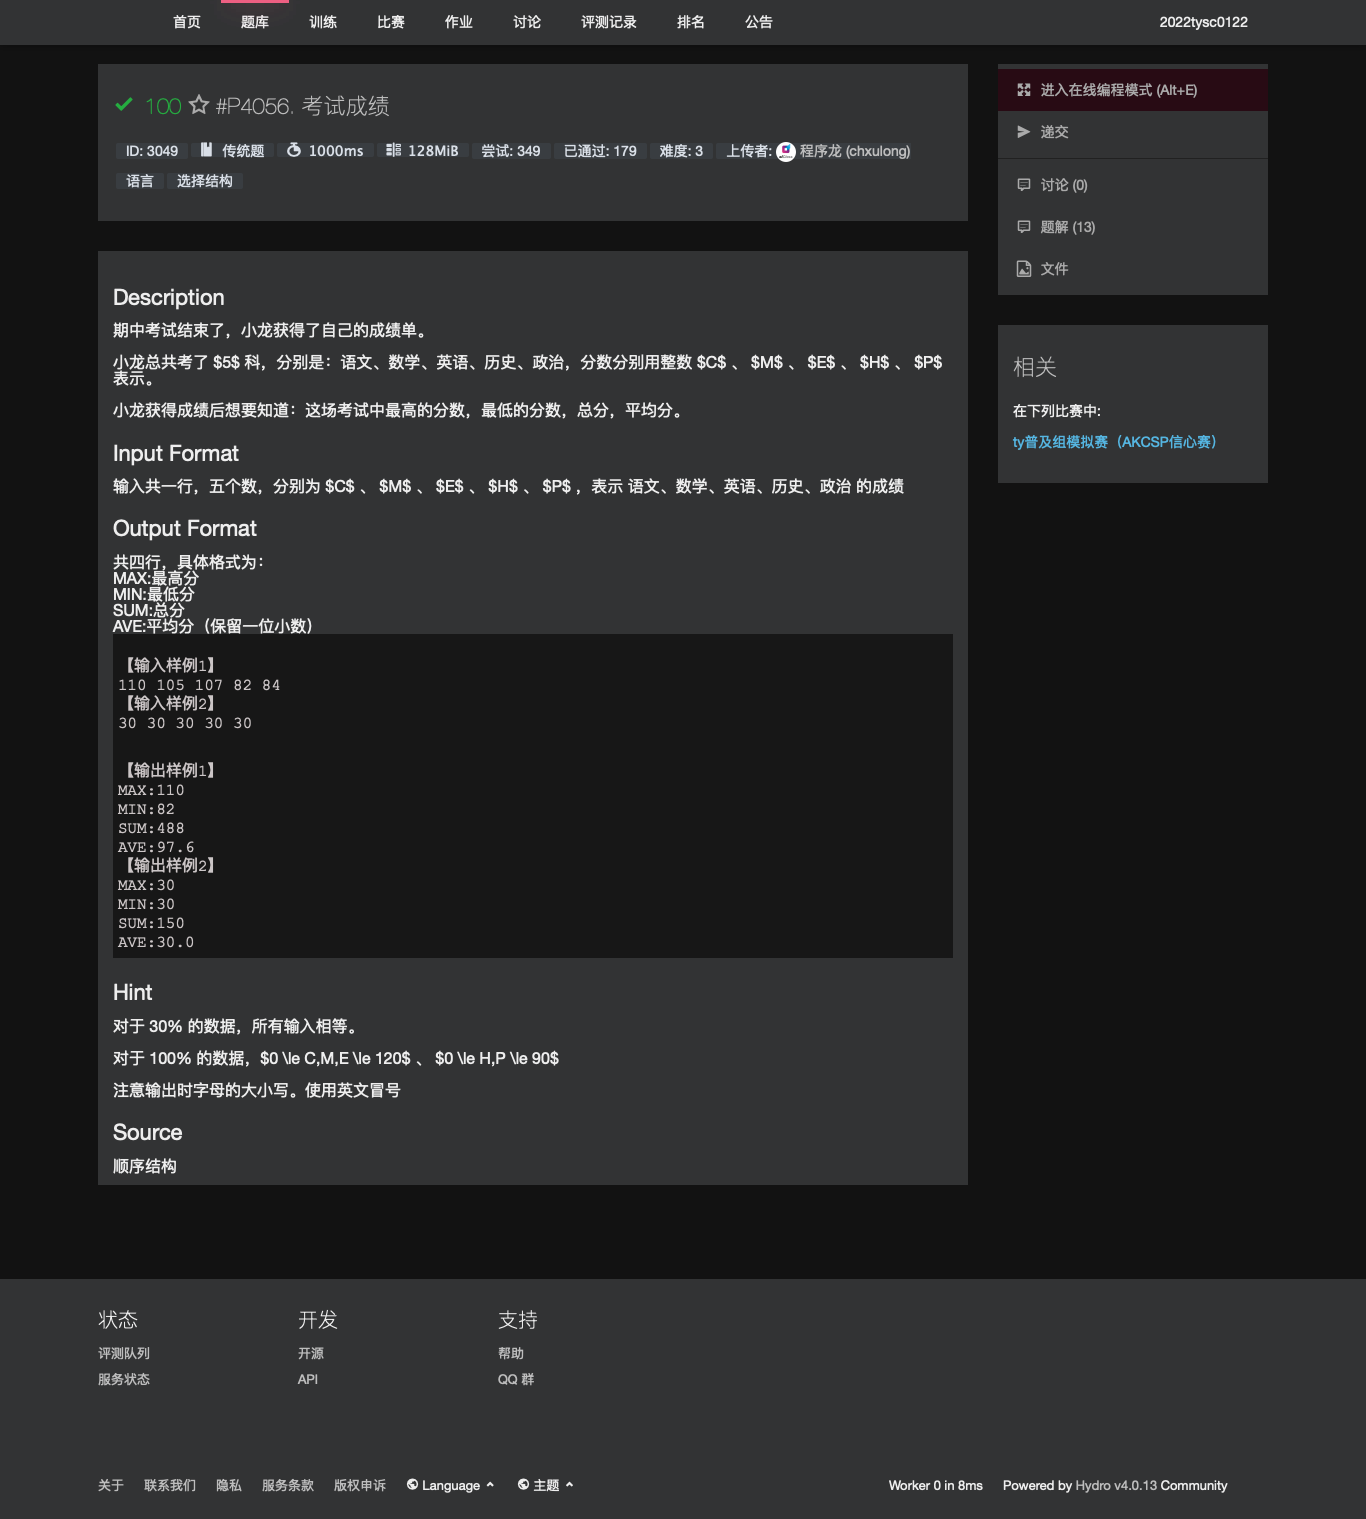 首页 题库 训练 比赛 作业 讨论 评测记录 排名 公告 2022tysc0122
100 #P4056. 考试成绩
ID: 3049 传统题 1000ms 128MiB 尝试: 349 已通过: 179 难度: 3 上传者: 程序龙 (chxulong)
语言 选择结构
进入在线编程模式 (Alt+E)
递交
讨论 (0)
题解 (13)
文件
相关
在下列比赛中:
ty普及组模拟赛（AKCSP信心赛）
Description
期中考试结束了，小龙获得了自己的成绩单。
小龙总共考了 $5$ 科，分别是：语文、数学、英语、历史、政治，分数分别用整数 $C$ 、 $M$ 、 $E$ 、 $H$ 、 $P$
表示。
小龙获得成绩后想要知道：这场考试中最高的分数，最低的分数，总分，平均分。
Input Format
输入共一行，五个数，分别为 $C$ 、 $M$ 、 $E$ 、 $H$ 、 $P$ ，表示 语文、数学、英语、历史、政治 的成绩
Output Format
共四行，具体格式为：
MAX:最高分
MIN:最低分
SUM:总分
AVE:平均分（保留一位小数）
【输入样例1】
110 105 107 82 84
【输入样例2】
30 30 30 30 30
【输出样例1】
MAX:110
MIN:82
SUM:488
AVE:97.6
【输出样例2】
MAX:30
MIN:30
SUM:150
AVE:30.0
Hint
对于 30% 的数据，所有输入相等。
对于 100% 的数据，$0 \le C,M,E \le 120$ 、 $0 \le H,P \le 90$
注意输出时字母的大小写。使用英文冒号
Source
顺序结构
状态 开发 支持
评测队列 开源 帮助
服务状态 API QQ 群
关于 联系我们 隐私 服务条款 版权申诉 Language 主题 Worker 0 in 8ms Powered by Hydro v4.0.13 Community